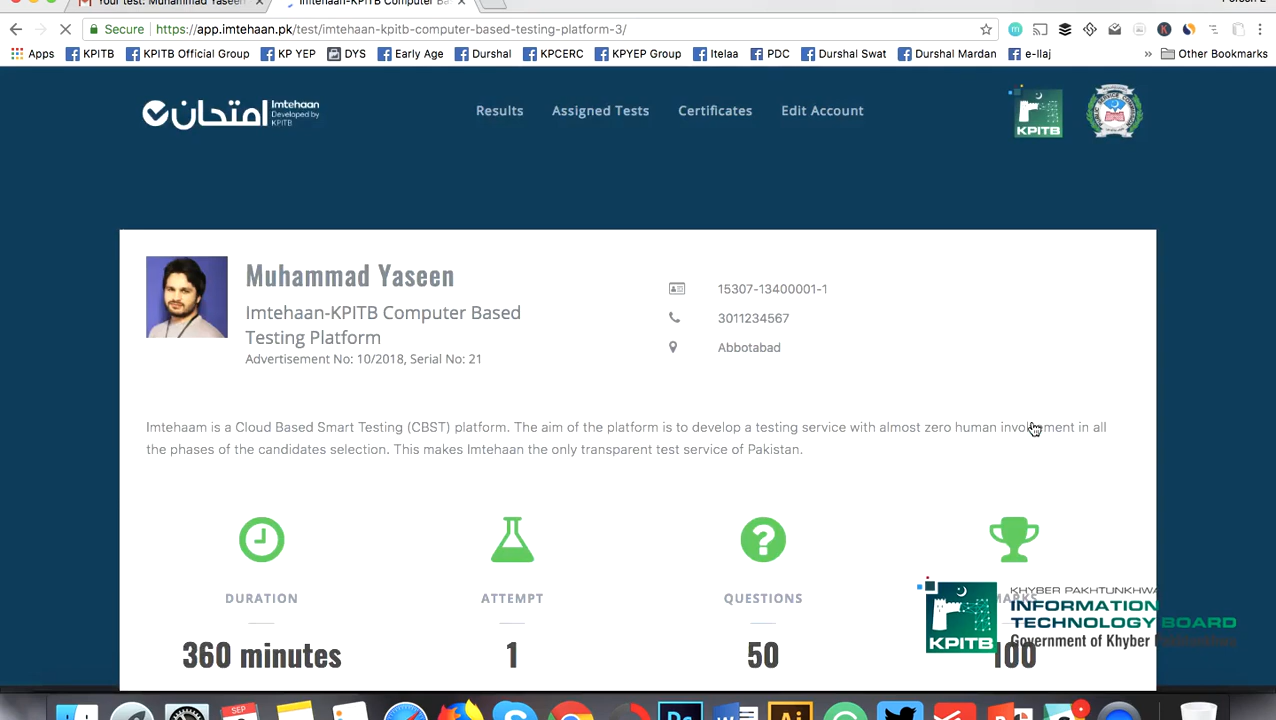 Your test: Muhammad Yaseen
Imtehaan-KPITB Computer Ba
Secure https://app.imtehaan.pk/test/imtehaan-kpitb-computer-based-testing-platform-3/
Apps KPITB KPITB Official Group KP YEP DYS Early Age Durshal KPCERC KPYEP Group Itelaa PDC Durshal Swat Durshal Mardan e-Ilaj » Other Bookmarks
امتحان Imtehaan
Developed by
KPITB
Results Assigned Tests Certificates Edit Account
KPITB
Muhammad Yaseen
Imtehaan-KPITB Computer Based
Testing Platform
Advertisement No: 10/2018, Serial No: 21
15307-13400001-1
3011234567
Abbotabad
Imtehaam is a Cloud Based Smart Testing (CBST) platform. The aim of the platform is to develop a testing service with almost zero human involvement in all
the phases of the candidates selection. This makes Imtehaan the only transparent test service of Pakistan.
DURATION ATTEMPT QUESTIONS MARKS
360 minutes 1 50 100
KPITB
KHYBER PAKHTUNKHWA
INFORMATION
TECHNOLOGY BOARD
Government of Khyber Pakhtunkhwa
SEP